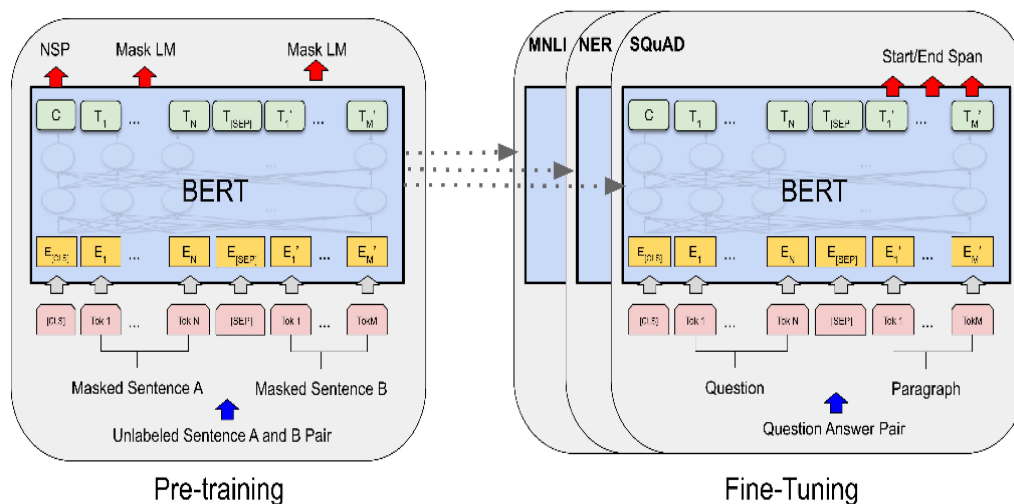 NSP Mask LM Mask LM
C T1 ... TN T[SEP] T1' ... TM'
BERT
E[CLS] E1 ... EN E[SEP] E1' ... EM'
[CLS] Tok 1 ... Tok N [SEP] Tok 1 ... TokM
Masked Sentence A Masked Sentence B
Unlabeled Sentence A and B Pair
Pre-training
MNLI NER SQuAD
Start/End Span
C T1 ... TN T[SEP] T1' ... TM'
BERT
E[CLS] E1 ... EN E[SEP] E1' ... EM'
[CLS] Tok 1 ... Tok N [SEP] Tok 1 ... TokM
Question Paragraph
Question Answer Pair
Fine-Tuning